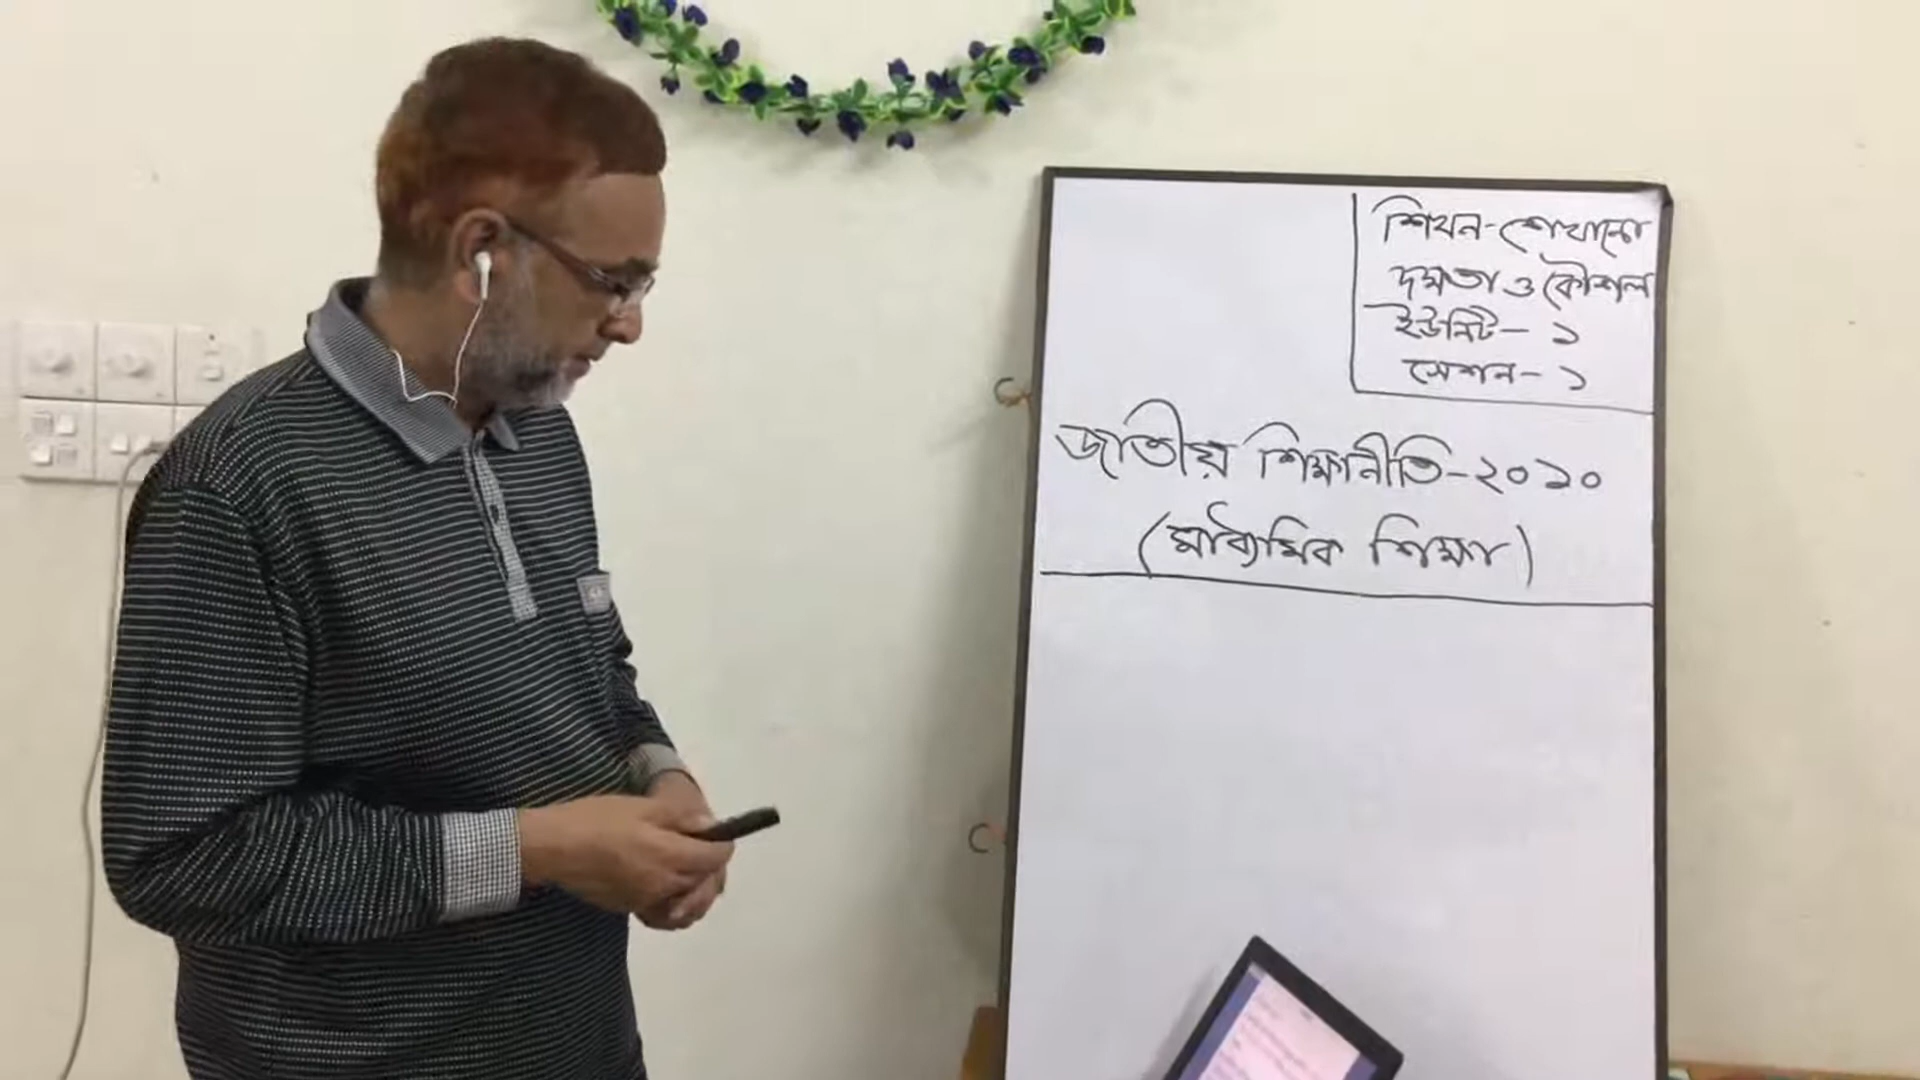 শিখন-শেখানো
দক্ষতা ও কৌশল
ইউনিট- ১
সেশন- ১
জাতীয় শিক্ষানীতি-২০১০
(মাধ্যমিক শিক্ষা)